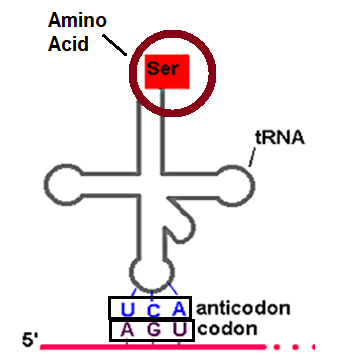 Amino
Acid
Ser
tRNA
U C A anticodon
A G U codon
5'